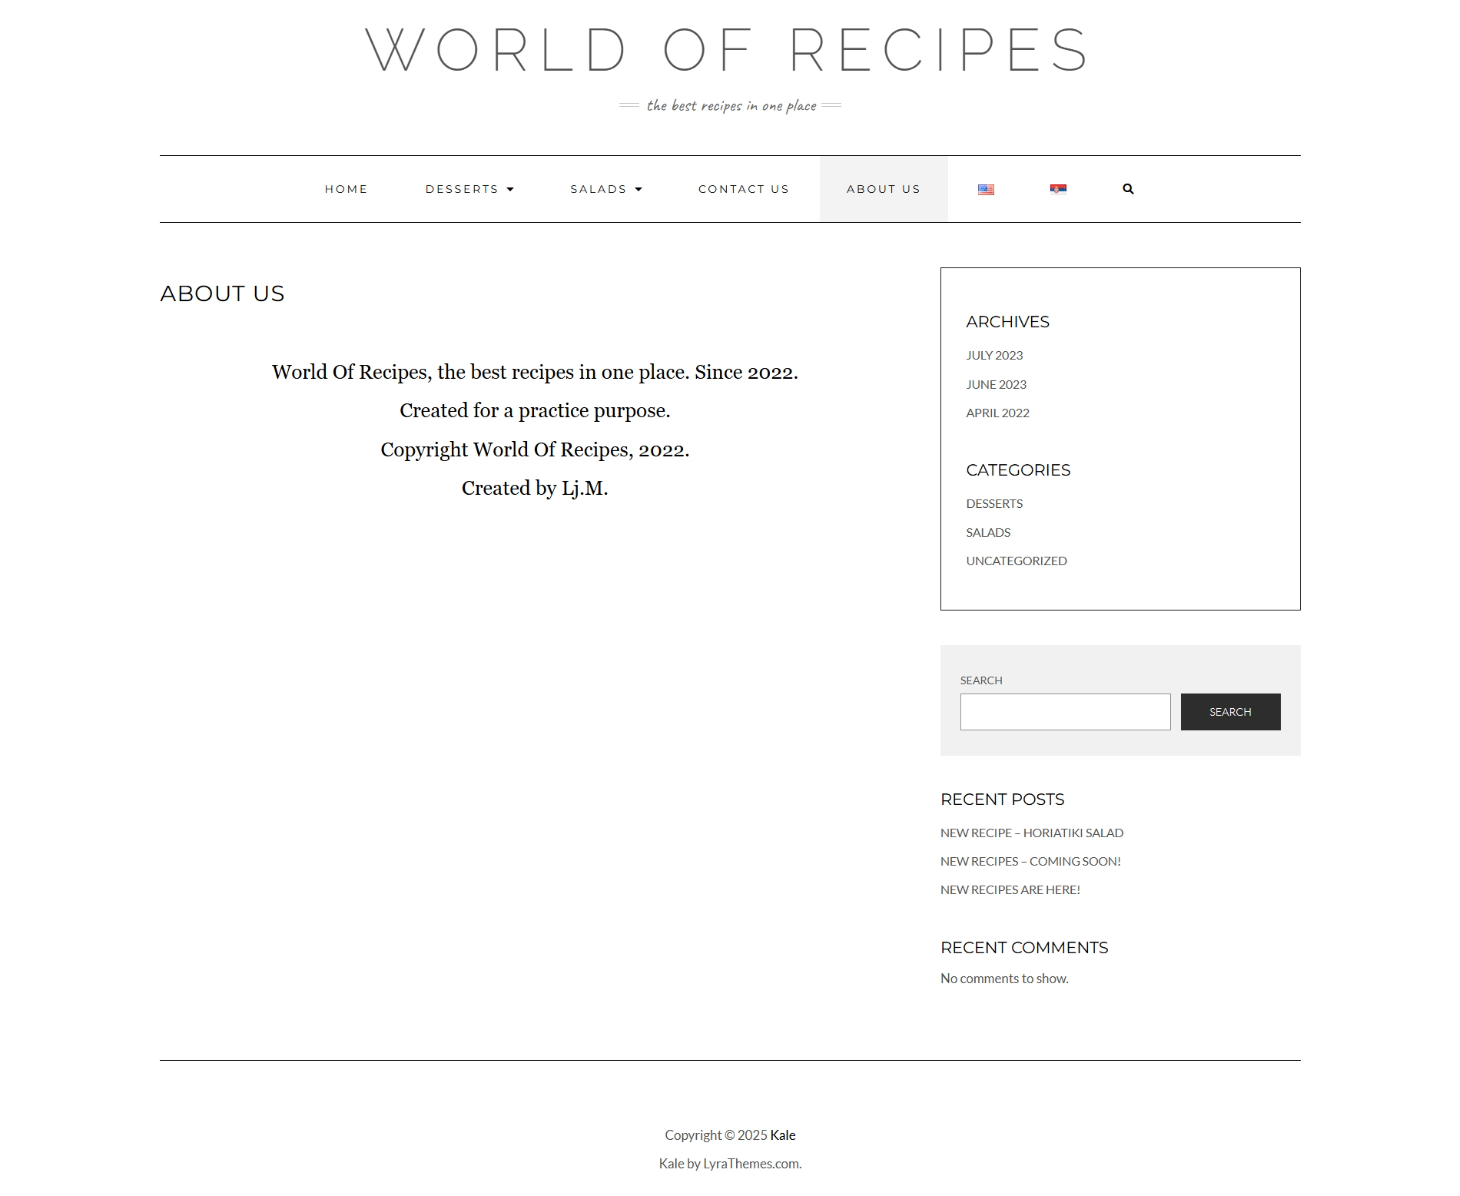 WORLD OF RECIPES
the best recipes in one place
HOME DESSERTS SALADS CONTACT US ABOUT US
ABOUT US
World Of Recipes, the best recipes in one place. Since 2022.
Created for a practice purpose.
Copyright World Of Recipes, 2022.
Created by Lj.M.
ARCHIVES
JULY 2023
JUNE 2023
APRIL 2022
CATEGORIES
DESSERTS
SALADS
UNCATEGORIZED
SEARCH
SEARCH
RECENT POSTS
NEW RECIPE – HORIATIKI SALAD
NEW RECIPES – COMING SOON!
NEW RECIPES ARE HERE!
RECENT COMMENTS
No comments to show.
Copyright © 2025 Kale
Kale by LyraThemes.com.